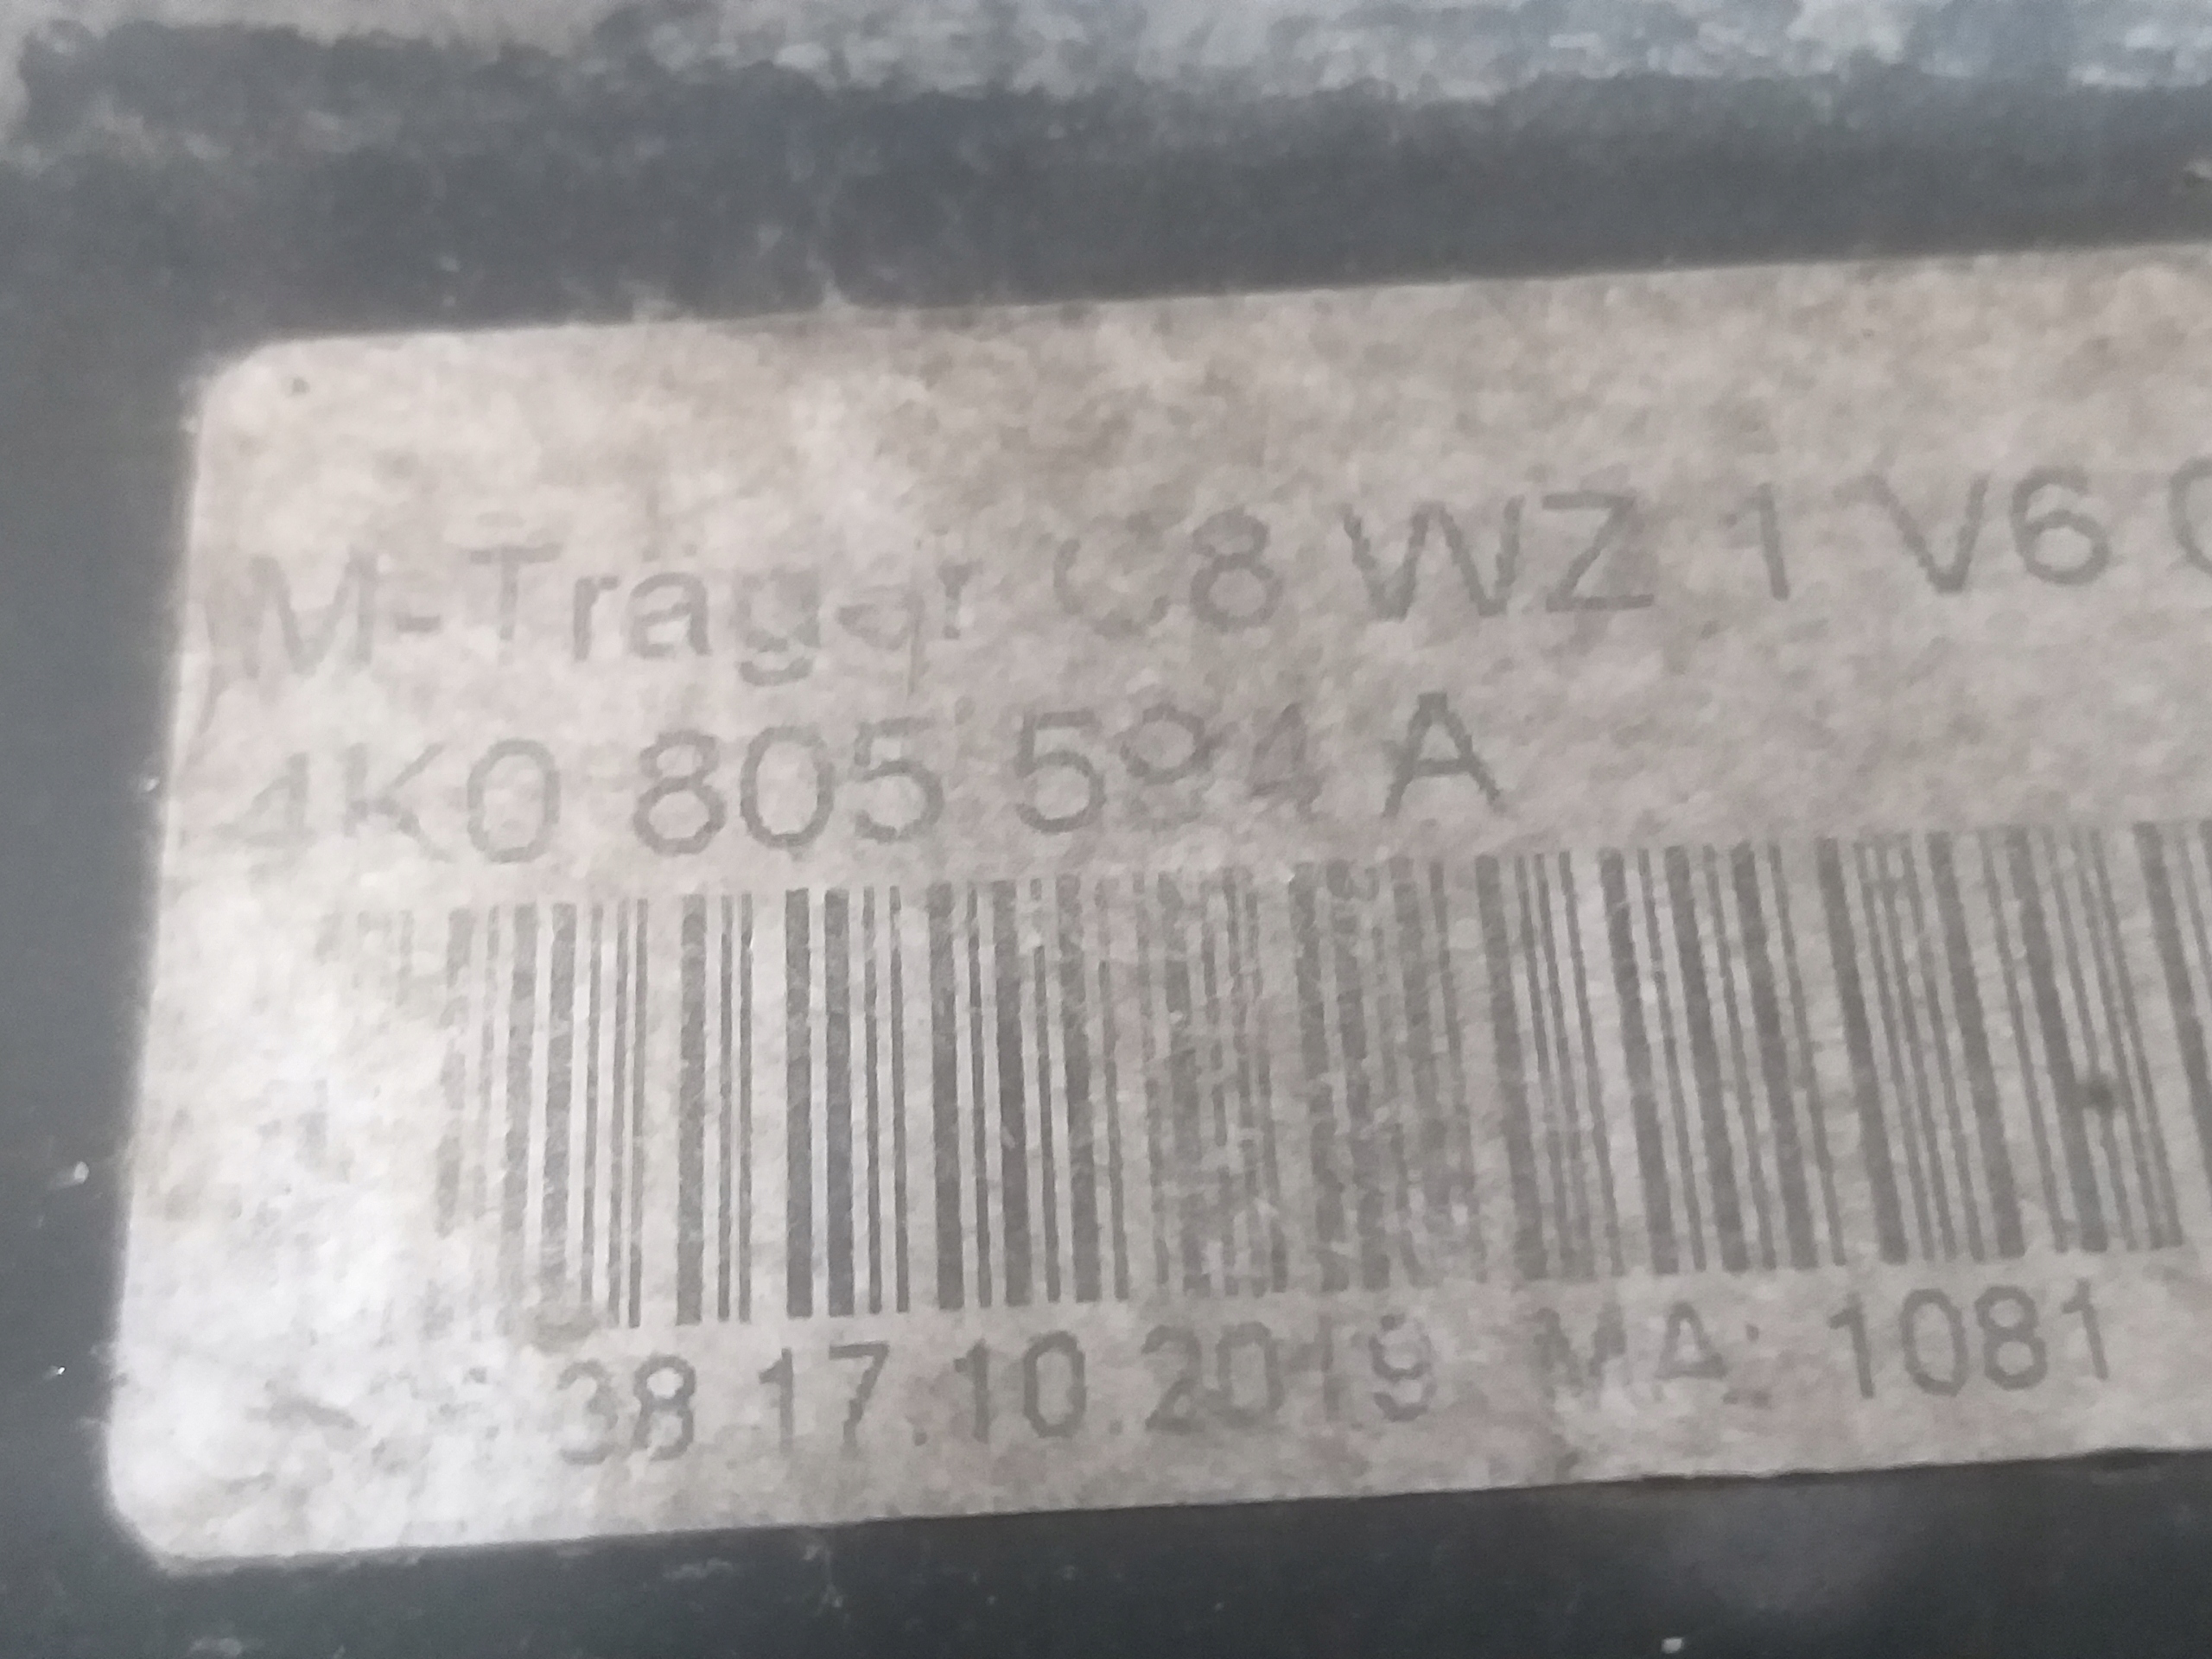 M-Träger C8 WZ 1 V6
4K0 805 594 A
38 17.10.2019 MA: 1081